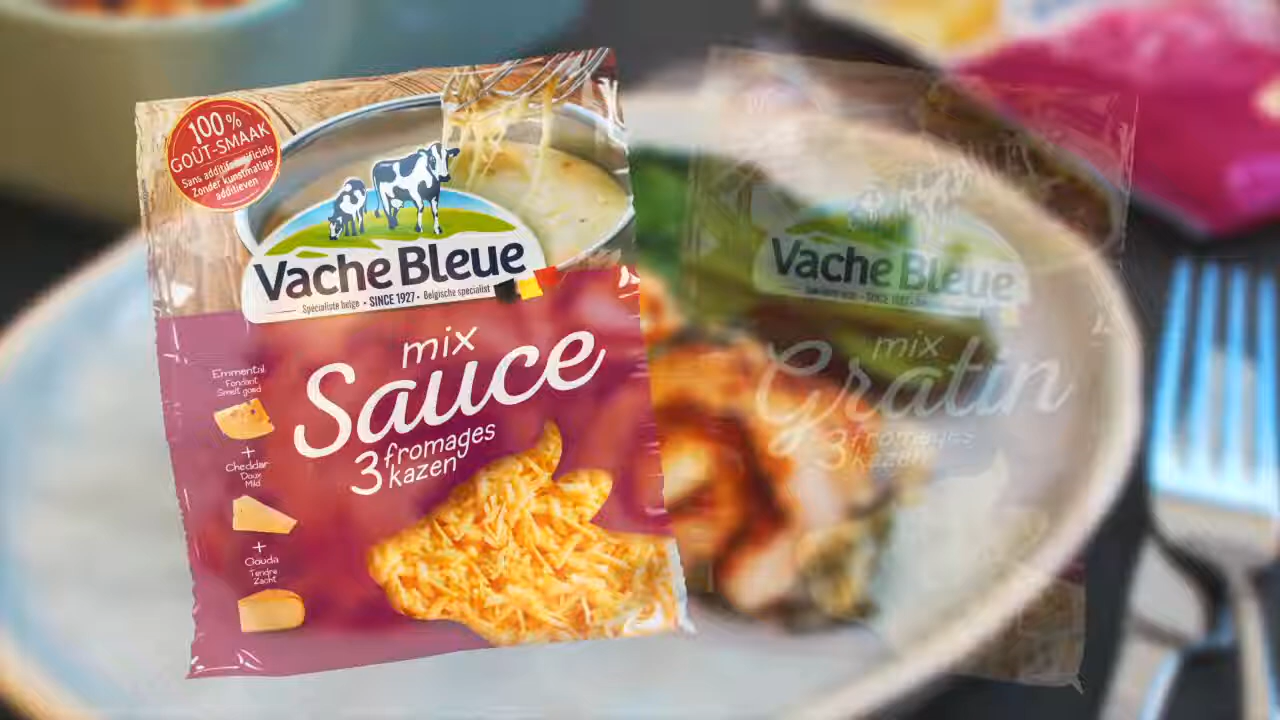 100%
GOÛT-SMAAK
Sans additifs artificiels
Zonder kunstmatige
additieven
Vache Bleue
Spécialiste belge • SINCE 1927 • Belgische specialist
mix
Sauce
3 fromages
kazen
Emmental
Fondant
Smelt goed
+
Cheddar
Doux
Mild
+
Gouda
Tendre
Zacht
Vache Bleue
SINCE 1927
mix
Gratin
3 fromages
kazen